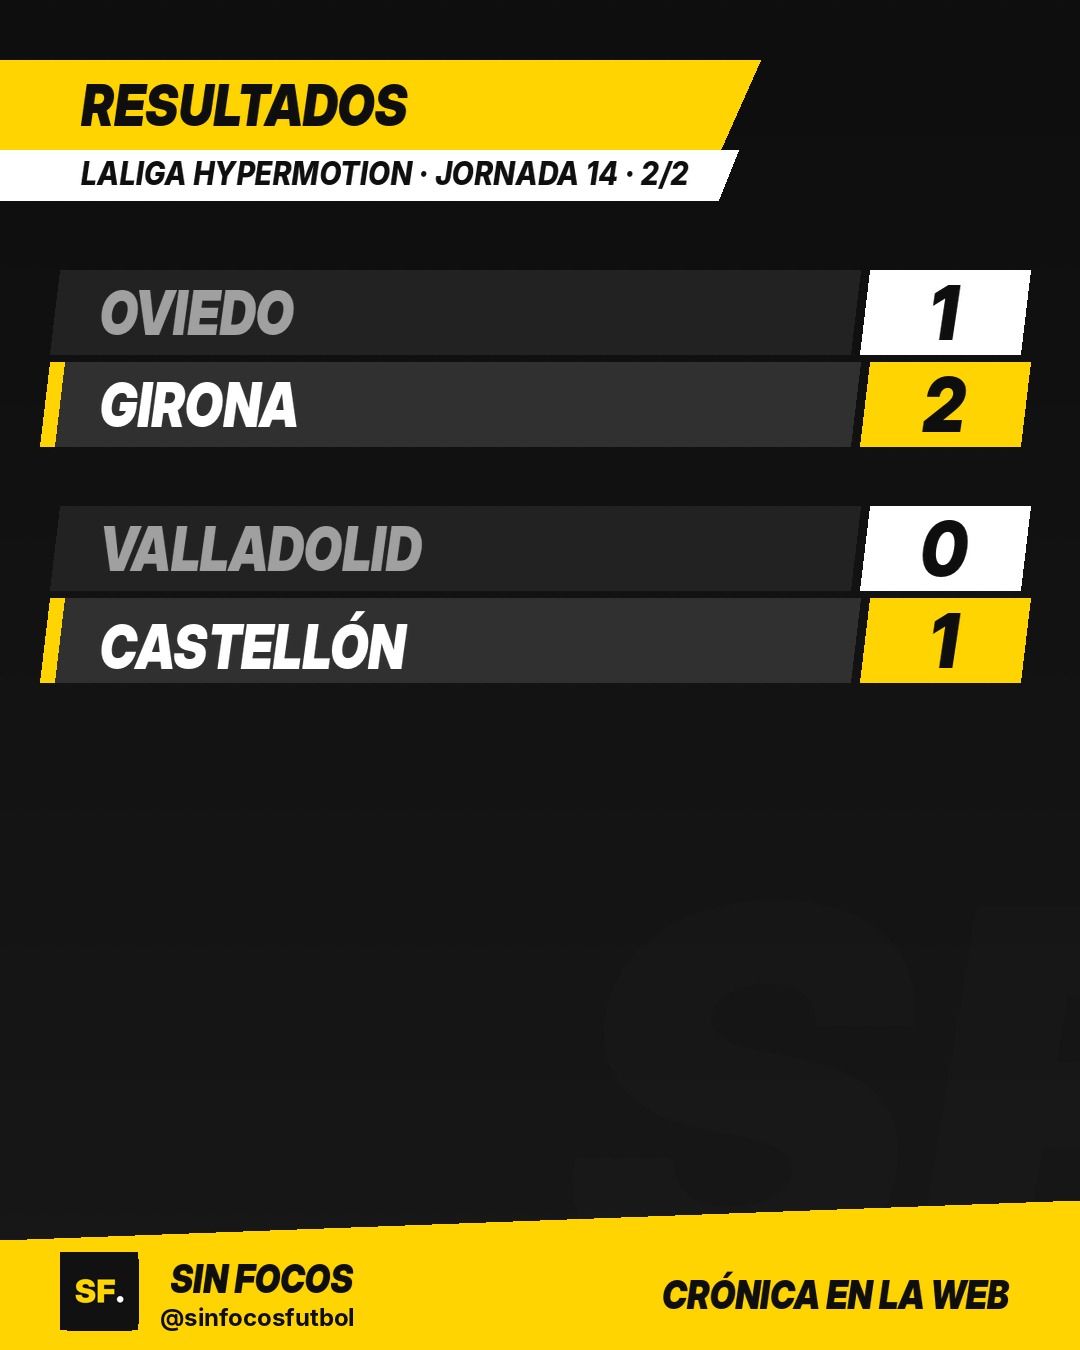 RESULTADOS
LALIGA HYPERMOTION · JORNADA 14 · 2/2
OVIEDO 1
GIRONA 2
VALLADOLID 0
CASTELLÓN 1
SF
SF.
SIN FOCOS
@sinfocosfutbol
CRÓNICA EN LA WEB